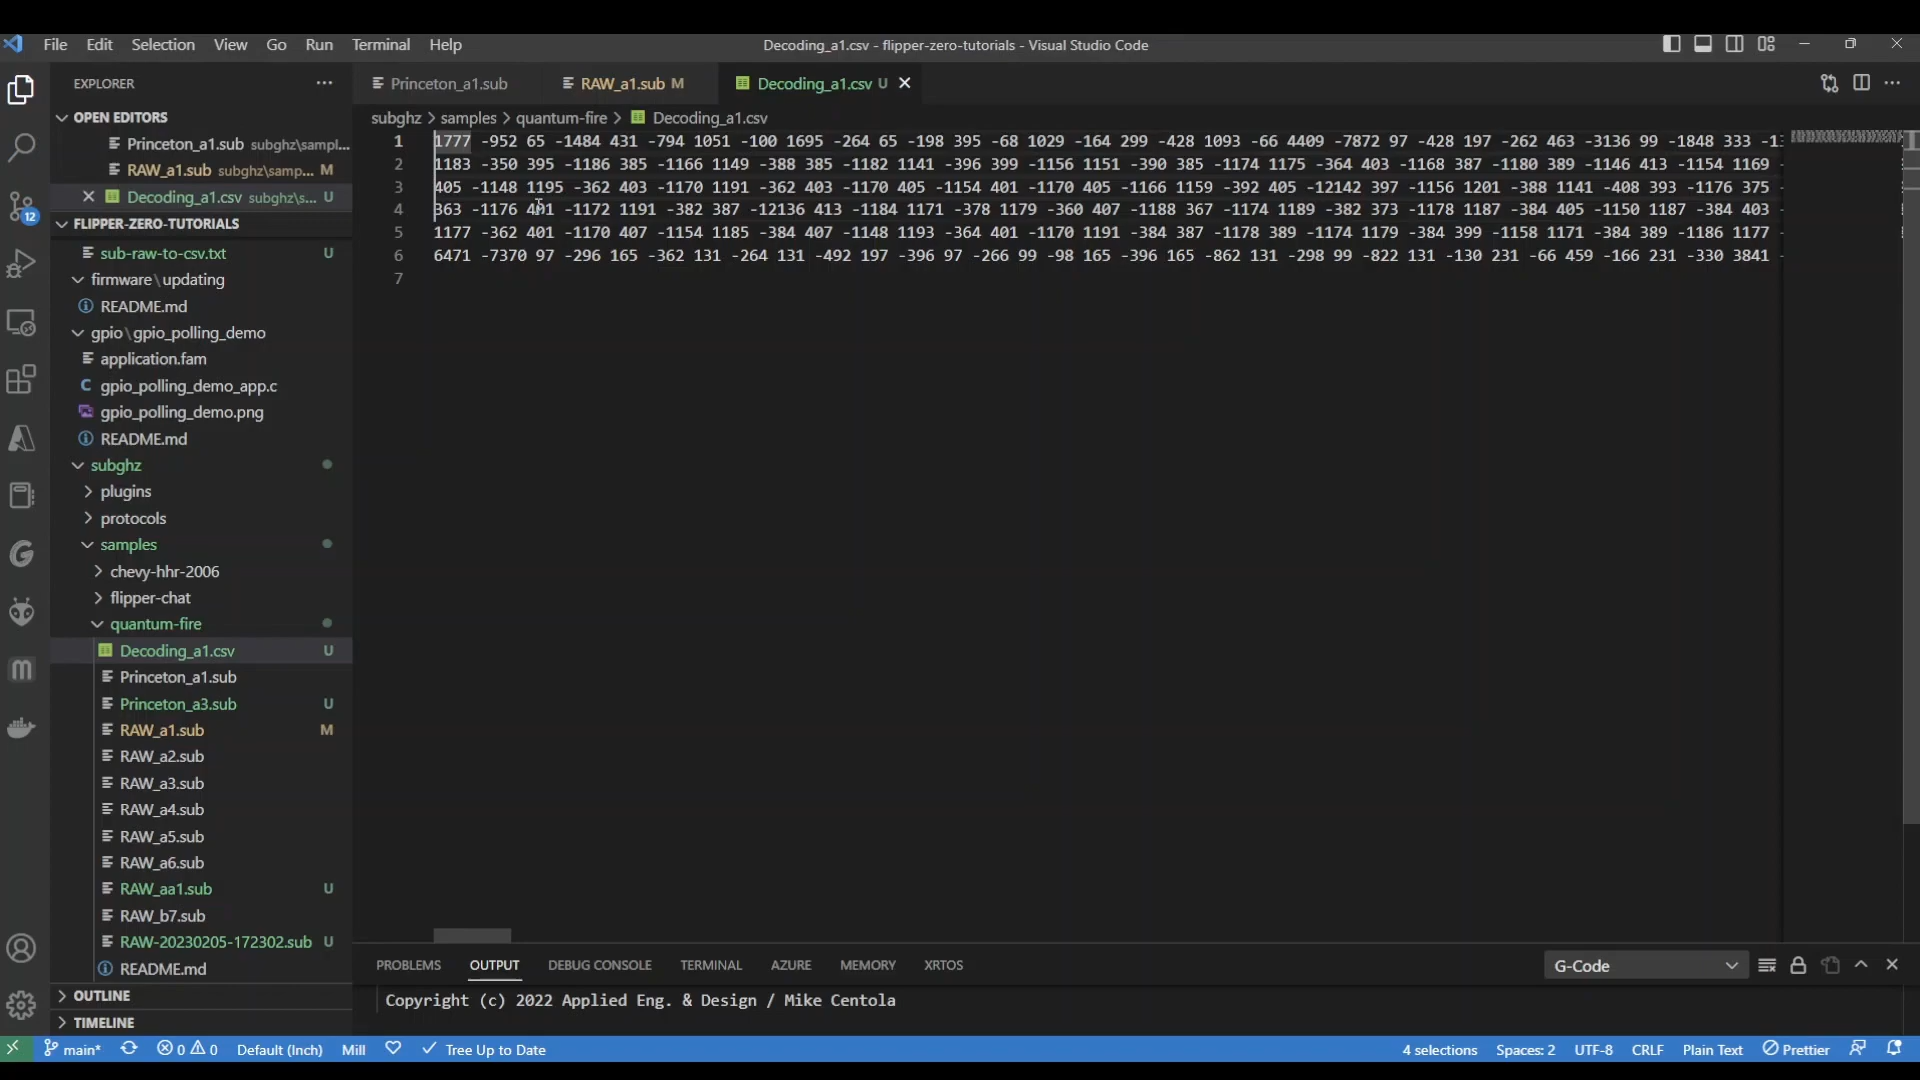 File Edit Selection View Go Run Terminal Help
Decoding_a1.csv - flipper-zero-tutorials - Visual Studio Code
EXPLORER
OPEN EDITORS
Princeton_a1.sub subghz\sampl...
RAW_a1.sub subghz\samp... M
Decoding_a1.csv subghz\s... U
FLIPPER-ZERO-TUTORIALS
sub-raw-to-csv.txt U
firmware\updating
README.md
gpio\gpio_polling_demo
application.fam
C gpio_polling_demo_app.c
gpio_polling_demo.png
README.md
subghz
plugins
protocols
samples
chevy-hhr-2006
flipper-chat
quantum-fire
Decoding_a1.csv U
Princeton_a1.sub
Princeton_a3.sub U
RAW_a1.sub M
RAW_a2.sub
RAW_a3.sub
RAW_a4.sub
RAW_a5.sub
RAW_a6.sub
RAW_aa1.sub U
RAW_b7.sub
RAW-20230205-172302.sub U
README.md
OUTLINE
TIMELINE
12
Princeton_a1.sub RAW_a1.sub M Decoding_a1.csv U
subghz > samples > quantum-fire > Decoding_a1.csv
1 1777 -952 65 -1484 431 -794 1051 -100 1695 -264 65 -198 395 -68 1029 -164 299 -428 1093 -66 4409 -7872 97 -428 197 -262 463 -3136 99 -1848 333 -13
2 1183 -350 395 -1186 385 -1166 1149 -388 385 -1182 1141 -396 399 -1156 1151 -390 385 -1174 1175 -364 403 -1168 387 -1180 389 -1146 413 -1154 1169 -
3 405 -1148 1195 -362 403 -1170 1191 -362 403 -1170 405 -1154 401 -1170 405 -1166 1159 -392 405 -12142 397 -1156 1201 -388 1141 -408 393 -1176 375 -
4 363 -1176 401 -1172 1191 -382 387 -12136 413 -1184 1171 -378 1179 -360 407 -1188 367 -1174 1189 -382 373 -1178 1187 -384 405 -1150 1187 -384 403 -
5 1177 -362 401 -1170 407 -1154 1185 -384 407 -1148 1193 -364 401 -1170 1191 -384 387 -1178 389 -1174 1179 -384 399 -1158 1171 -384 389 -1186 1177 -
6 6471 -7370 97 -296 165 -362 131 -264 131 -492 197 -396 97 -266 99 -98 165 -396 165 -862 131 -298 99 -822 131 -130 231 -66 459 -166 231 -330 3841 -
7
PROBLEMS OUTPUT DEBUG CONSOLE TERMINAL AZURE MEMORY XRTOS
G-Code
Copyright (c) 2022 Applied Eng. & Design / Mike Centola
main* 0 0 Default (Inch) Mill Tree Up to Date
4 selections Spaces: 2 UTF-8 CRLF Plain Text Prettier